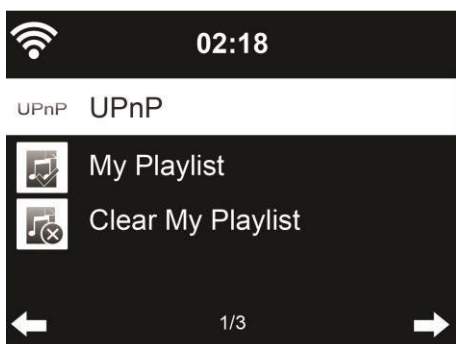 02:18
UPnP UPnP
My Playlist
Clear My Playlist
1/3